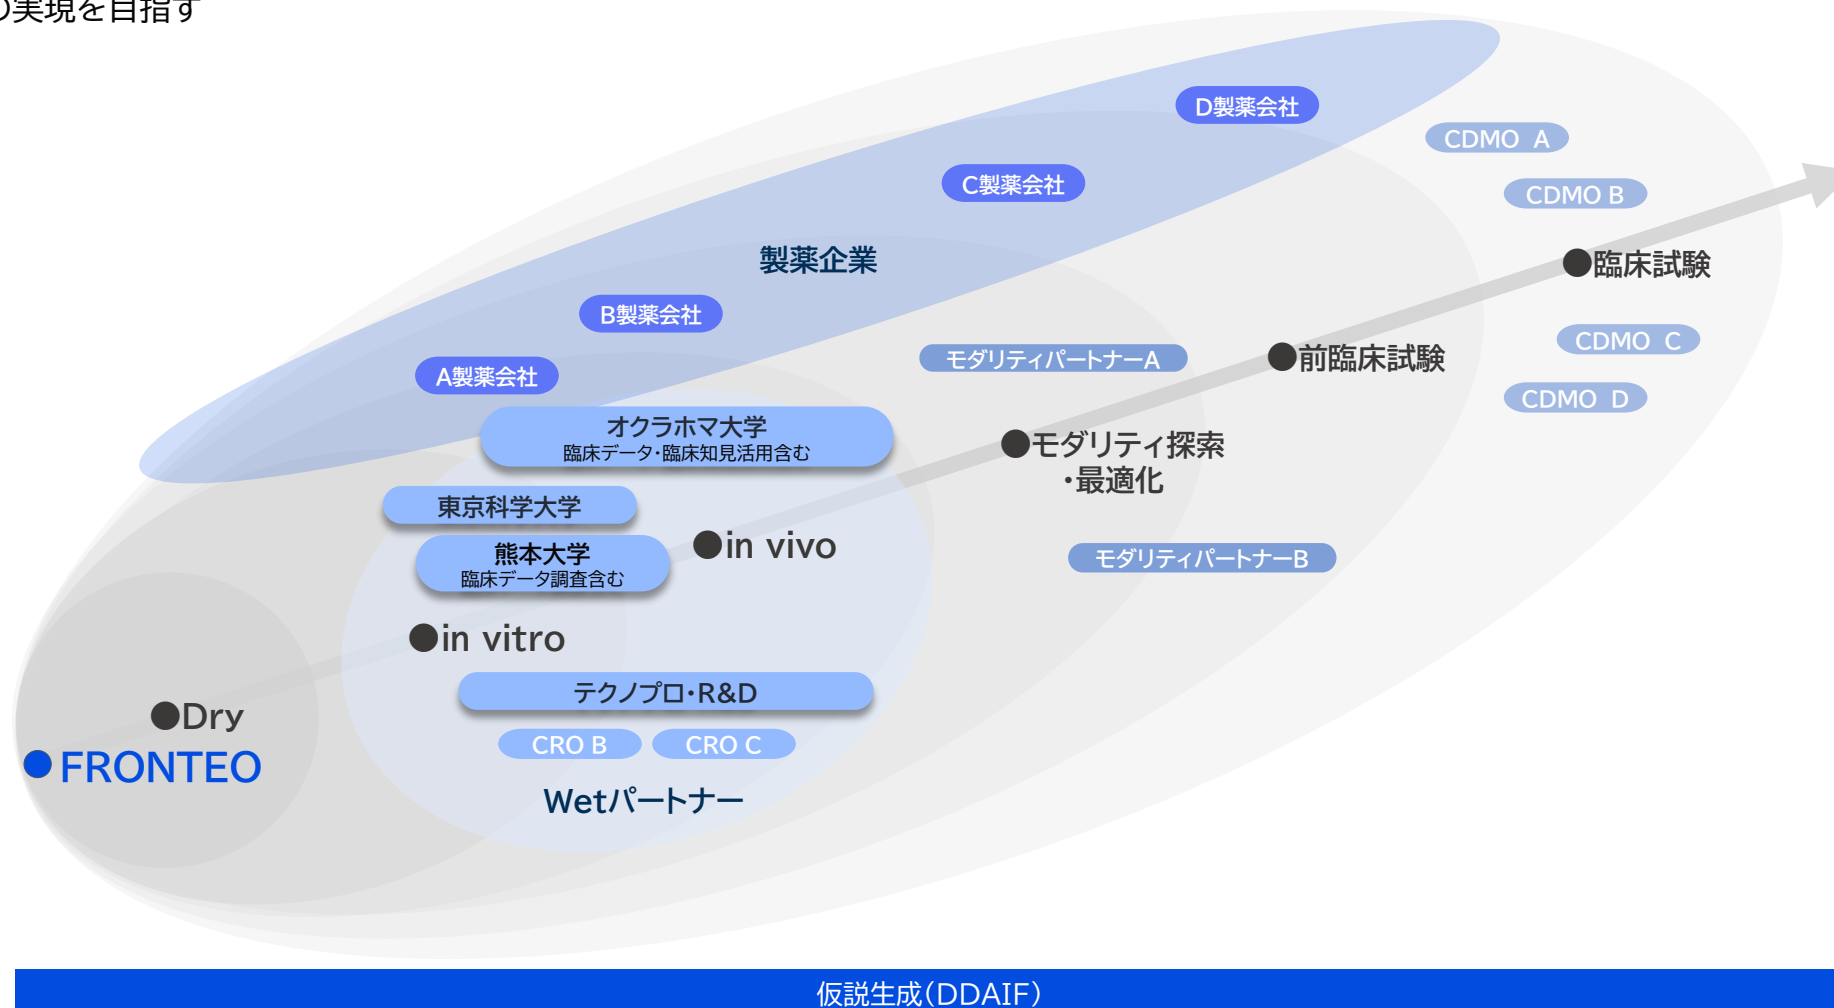 の実現を目指す
D製薬会社
CDMO A
C製薬会社
CDMO B
製薬企業
●臨床試験
B製薬会社
CDMO C
モダリティパートナーA
●前臨床試験
A製薬会社
CDMO D
オクラホマ大学
臨床データ・臨床知見活用含む
●モダリティ探索
・最適化
東京科学大学
熊本大学
臨床データ調査含む
●in vivo
モダリティパートナーB
●in vitro
テクノプロ・R&D
●Dry
CRO B
CRO C
●FRONTEO
Wetパートナー
仮説生成(DDAIF)